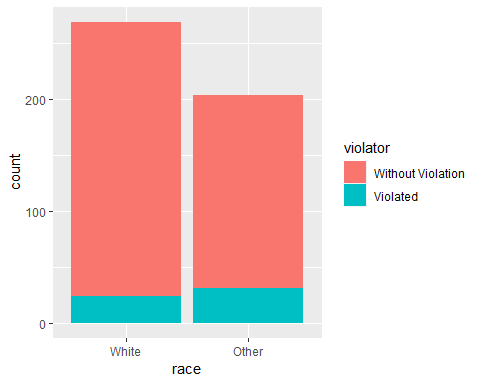 count
200
100
0
White
Other
race
violator
Without Violation
Violated